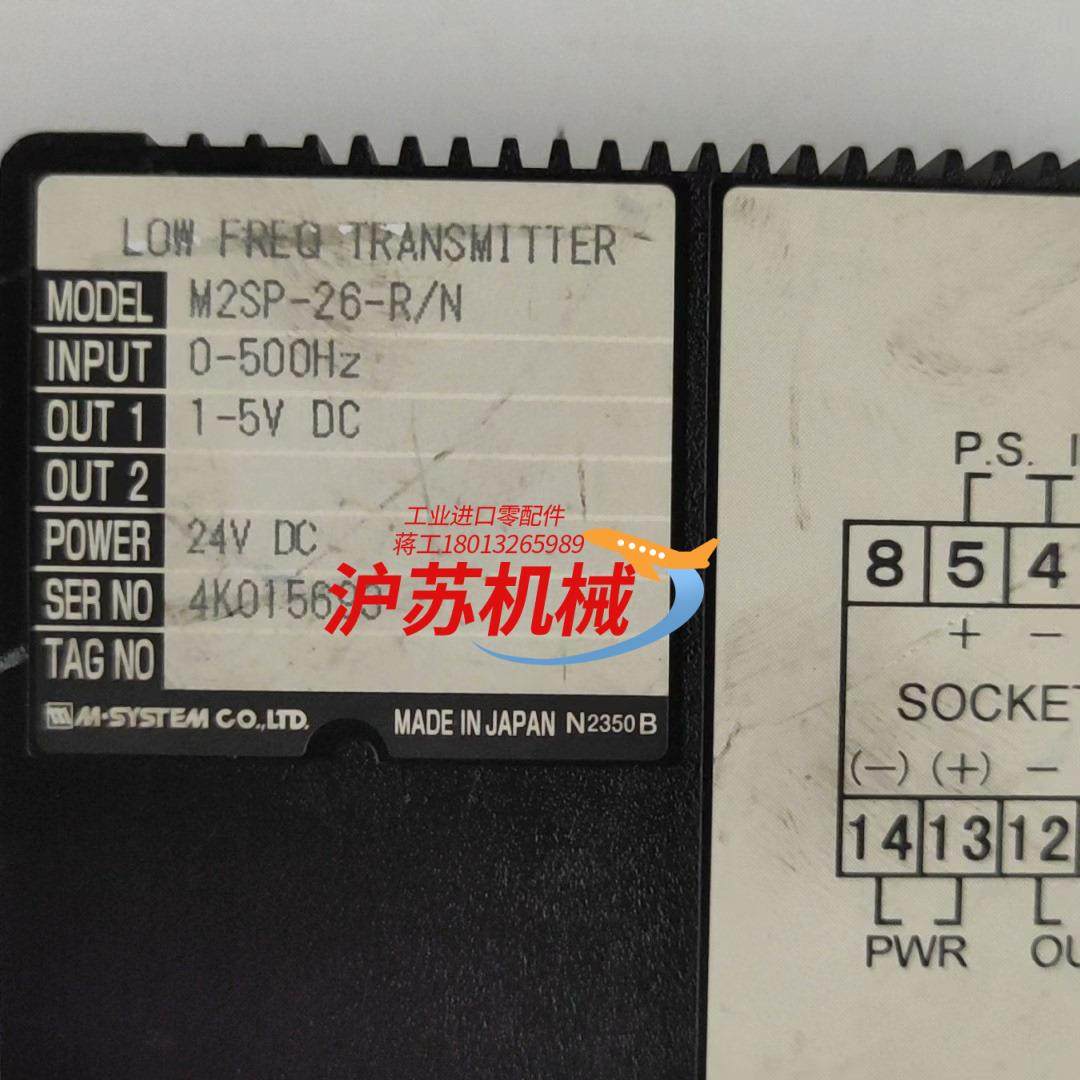 LOW FREQ TRANSMITTER
MODEL M2SP-26-R/N
INPUT 0-500Hz
OUT 1 1-5V DC
OUT 2
POWER 24V DC
SER NO
TAG NO
M-SYSTEM CO.,LTD. MADE IN JAPAN N2350B
工业进口零配件
蒋工18013265989
沪苏机械
P.S.
8 5 4
+ −
(−) (+) −
14 13 12
PWR